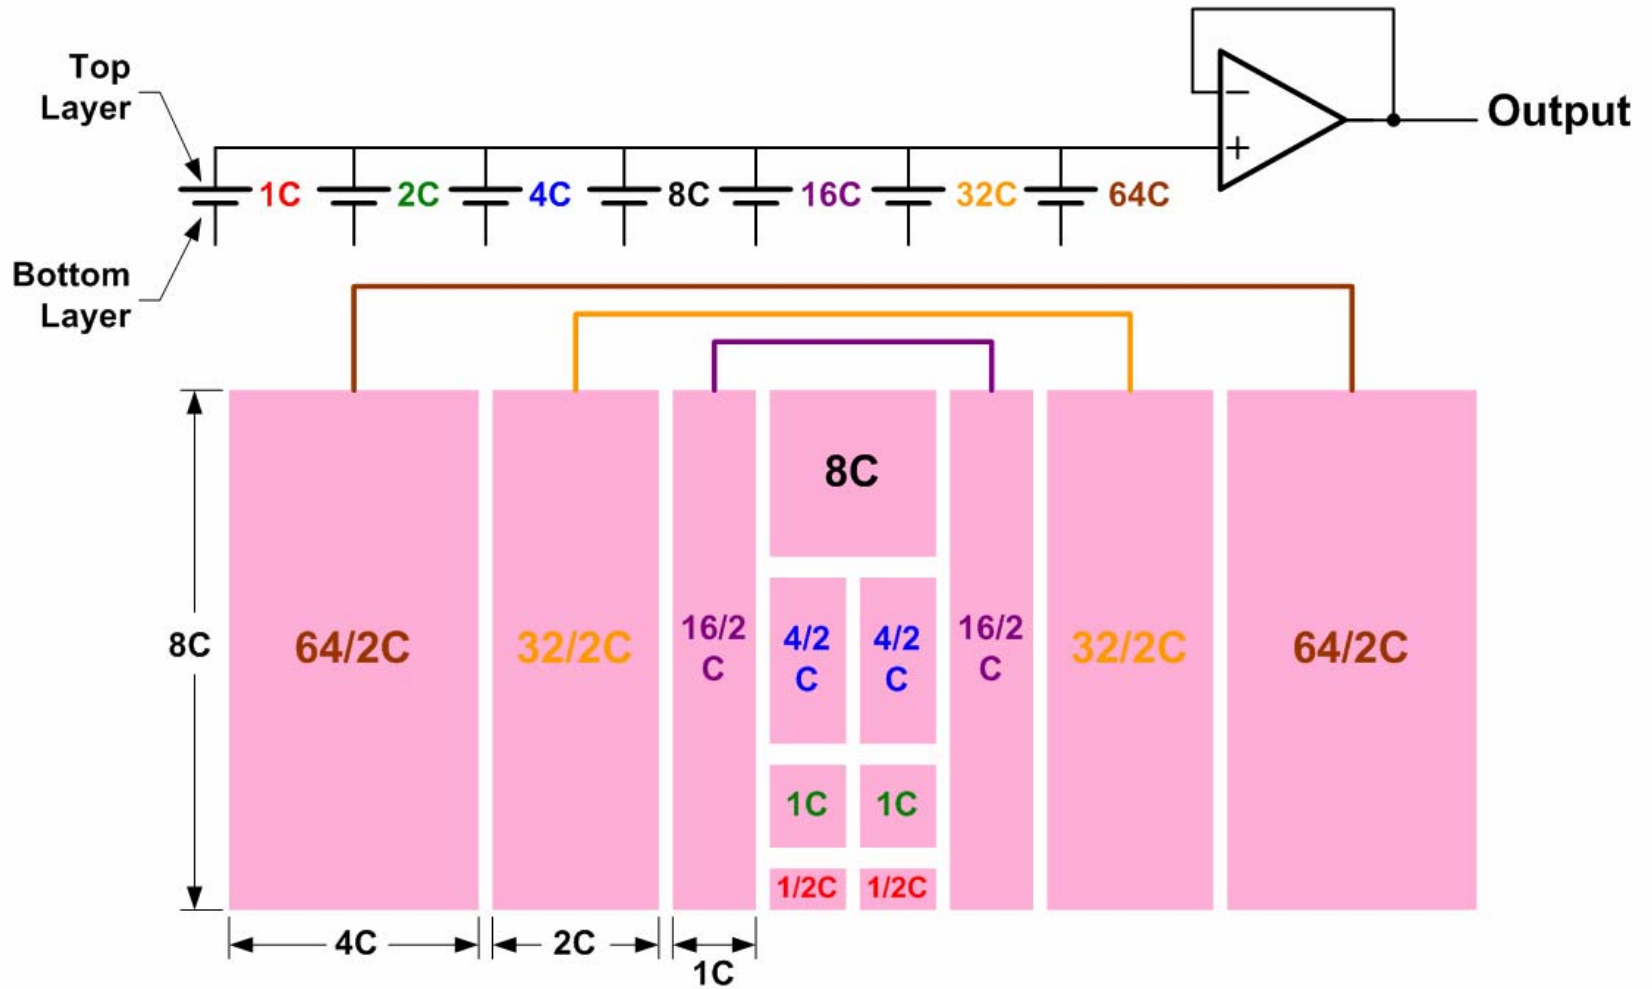 Top
Layer
Output
−
+
1C 2C 4C 8C 16C 32C 64C
Bottom
Layer
8C
8C
64/2C
32/2C
16/2
C
4/2
C
4/2
C
16/2
C
32/2C
64/2C
1C 1C
1/2C 1/2C
4C 2C
1C